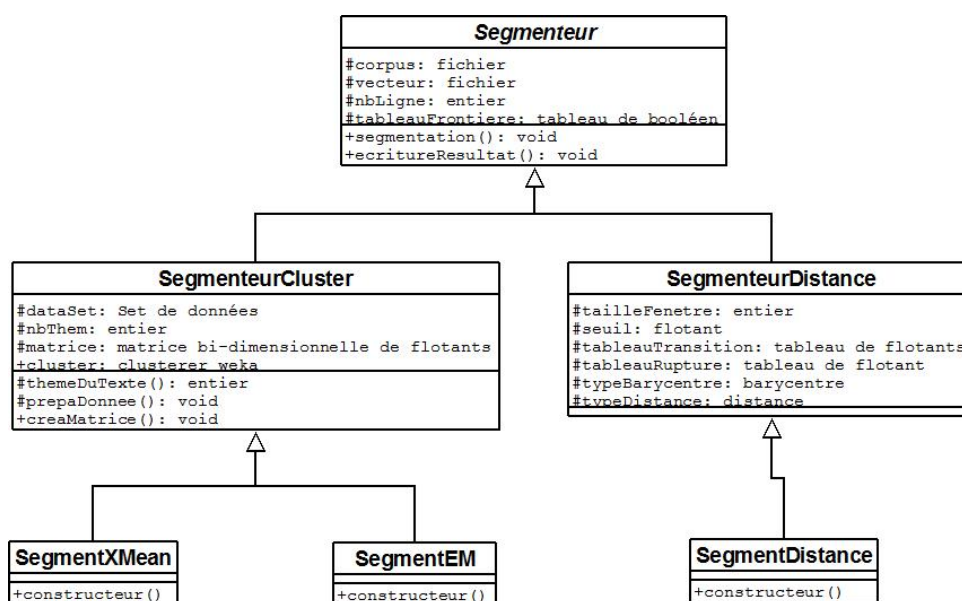 Segmenteur
#corpus: fichier
#vecteur: fichier
#nbLigne: entier
#tableauFrontiere: tableau de booléen
+segmentation(): void
+ecritureResultat(): void
SegmenteurCluster
#dataSet: Set de données
#nbThem: entier
#matrice: matrice bi-dimensionnelle de flotants
+cluster: clusterer weka
#themeDuTexte(): entier
#prepaDonnee(): void
+creaMatrice(): void
SegmenteurDistance
#tailleFenetre: entier
#seuil: flotant
#tableauTransition: tableau de flotants
#tableauRupture: tableau de flotant
#typeBarycentre: barycentre
#typeDistance: distance
SegmentXMean
+constructeur()
SegmentEM
+constructeur()
SegmentDistance
+constructeur()